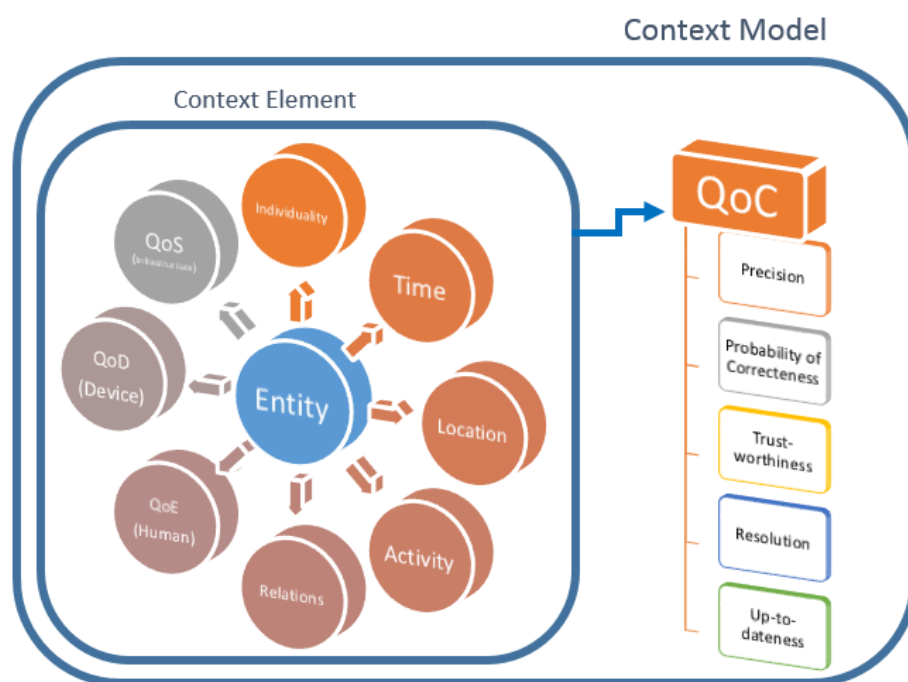 Context Model
Context Element
Individuality
QoS
(Infrastructure)
Time
QoD
(Device)
Entity
Location
QoE
(Human)
Activity
Relations
QoC
Precision
Probability of
Correcteness
Trust-
worthiness
Resolution
Up-to-
dateness